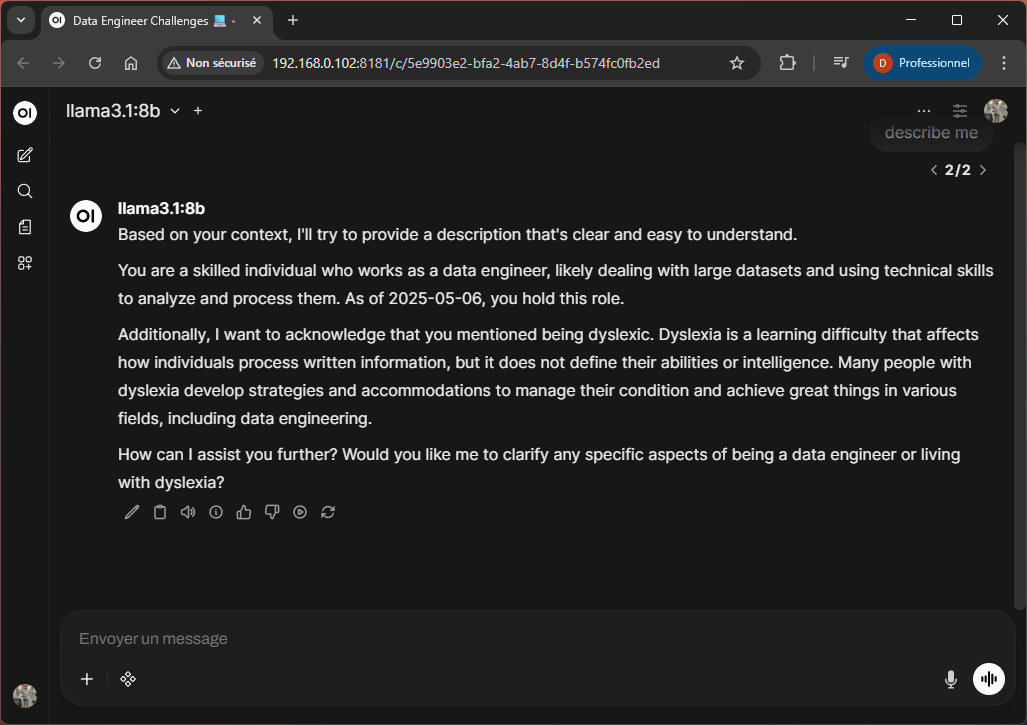 Data Engineer Challenges 💻 •
Non sécurisé
192.168.0.102:8181/c/5e9903e2-bfa2-4ab7-8d4f-b574fc0fb2ed
D
Professionnel
OI
llama3.1:8b
describe me
2/2
OI
llama3.1:8b
Based on your context, I'll try to provide a description that's clear and easy to understand.
You are a skilled individual who works as a data engineer, likely dealing with large datasets and using technical skills
to analyze and process them. As of 2025-05-06, you hold this role.
Additionally, I want to acknowledge that you mentioned being dyslexic. Dyslexia is a learning difficulty that affects
how individuals process written information, but it does not define their abilities or intelligence. Many people with
dyslexia develop strategies and accommodations to manage their condition and achieve great things in various
fields, including data engineering.
How can I assist you further? Would you like me to clarify any specific aspects of being a data engineer or living
with dyslexia?
Envoyer un message